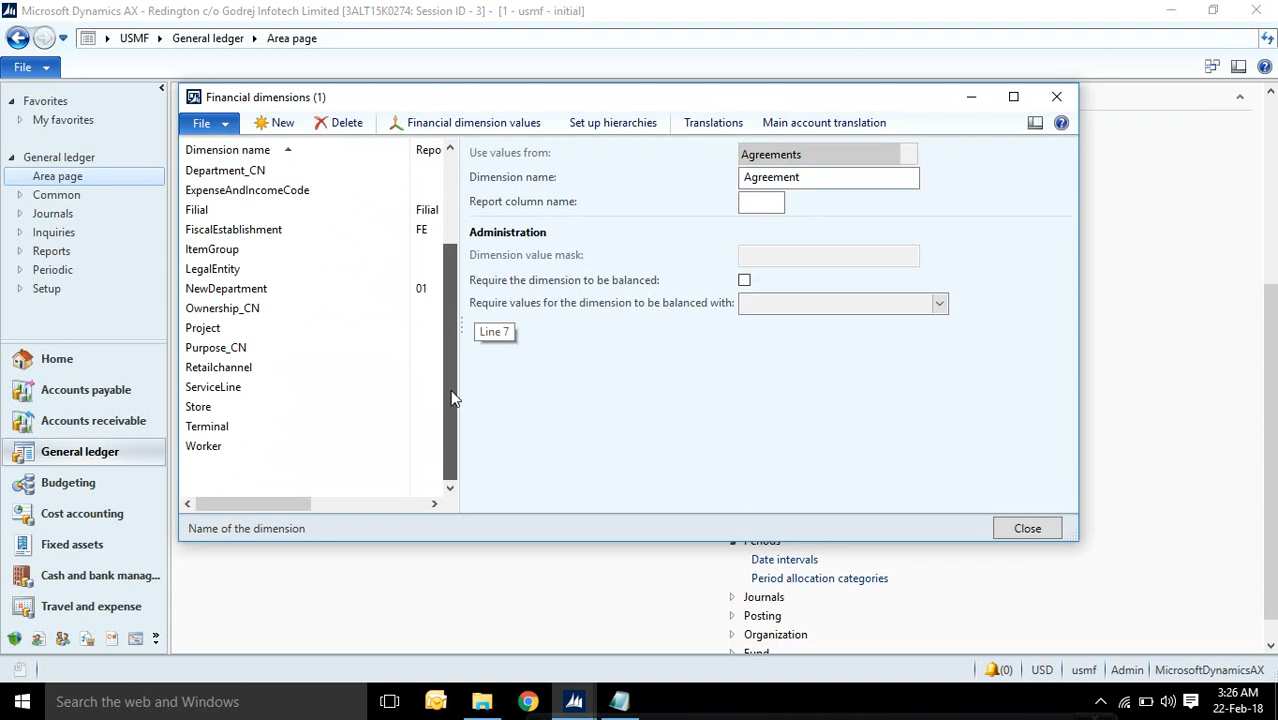 Microsoft Dynamics AX - Redington c/o Godrej Infotech Limited [3ALT15K0274: Session ID - 3] - [1 - usmf - initial]
USMF General ledger Area page
File
Favorites
My favorites
General ledger
Area page
Common
Journals
Inquiries
Reports
Periodic
Setup
Home
Accounts payable
Accounts receivable
General ledger
Budgeting
Cost accounting
Fixed assets
Cash and bank manag...
Travel and expense
Financial dimensions (1)
File New Delete Financial dimension values Set up hierarchies Translations Main account translation
Dimension name Repo
Department_CN
ExpenseAndIncomeCode
Filial Filial
FiscalEstablishment FE
ItemGroup
LegalEntity
NewDepartment 01
Ownership_CN
Project
Purpose_CN
Retailchannel
ServiceLine
Store
Terminal
Worker
Use values from: Agreements
Dimension name: Agreement
Report column name:
Administration
Dimension value mask:
Require the dimension to be balanced:
Require values for the dimension to be balanced with:
Line 7
Name of the dimension
Close
Periods
Date intervals
Period allocation categories
Journals
Posting
Organization
Fund
(0) USD usmf Admin MicrosoftDynamicsAX
Search the web and Windows
3:26 AM
22-Feb-18